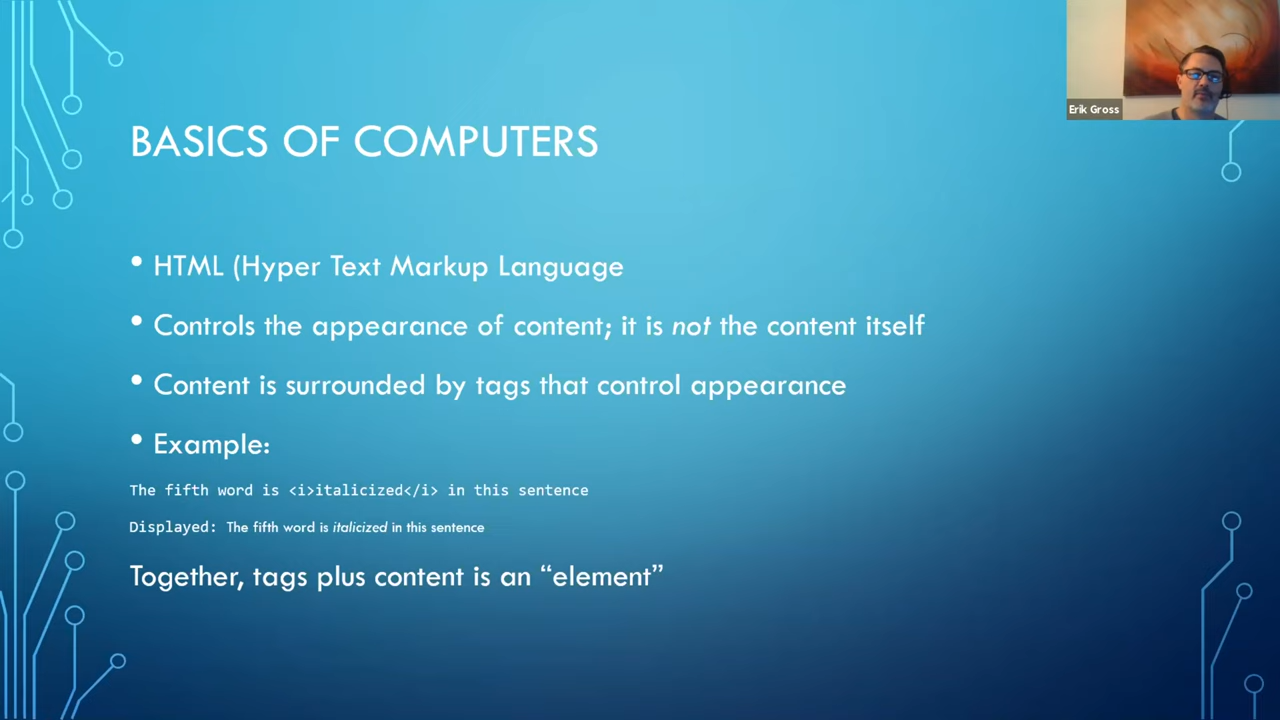 Erik Gross
BASICS OF COMPUTERS
• HTML (Hyper Text Markup Language
• Controls the appearance of content; it is not the content itself
• Content is surrounded by tags that control appearance
• Example:
The fifth word is <i>italicized</i> in this sentence
Displayed: The fifth word is italicized in this sentence
Together, tags plus content is an “element”